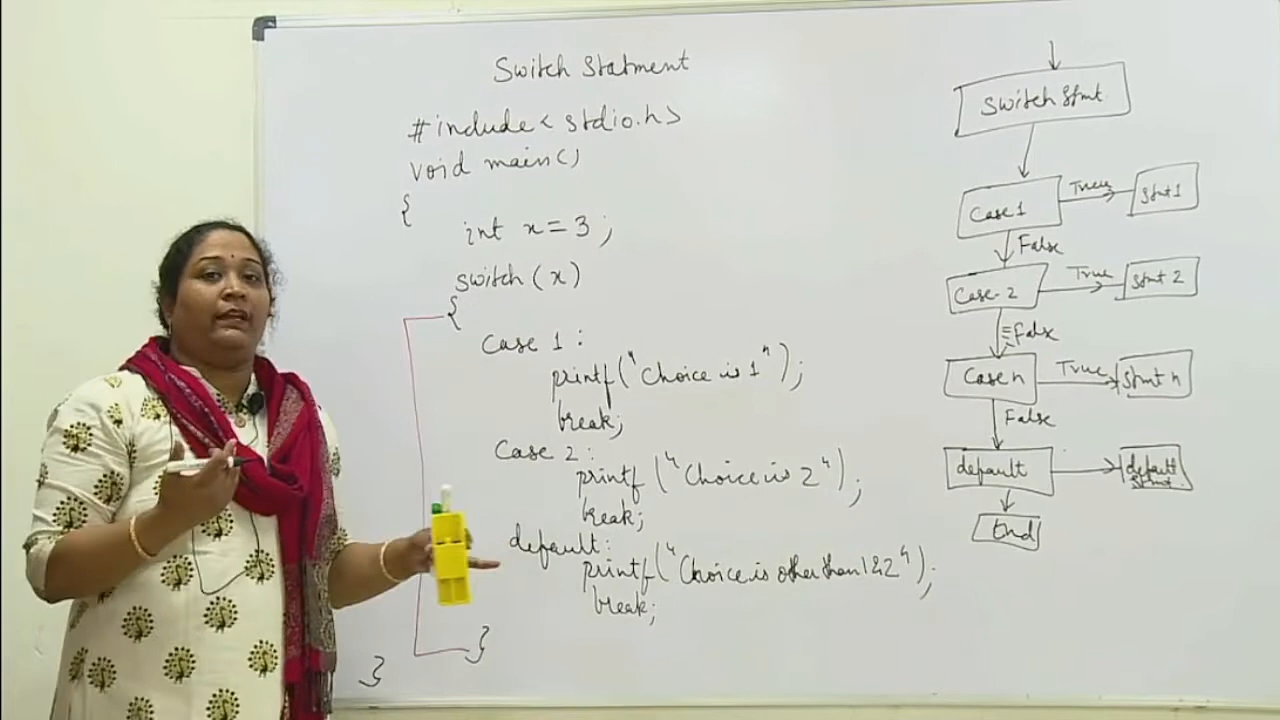 Switch Statment
#include< stdio.h>
void main()
{
int x = 3 ;
switch (x)
{
Case 1 :
printf("Choice is 1");
break;
Case 2 :
printf ("Choice is 2");
break;
default:
printf("Choice is other than 1&2");
break;
}
}
Switch Stmt
Case 1
True
Stmt 1
False
Case-2
True
Stmt 2
False
Case n
True
Stmt n
False
default
default
Stmt.
End